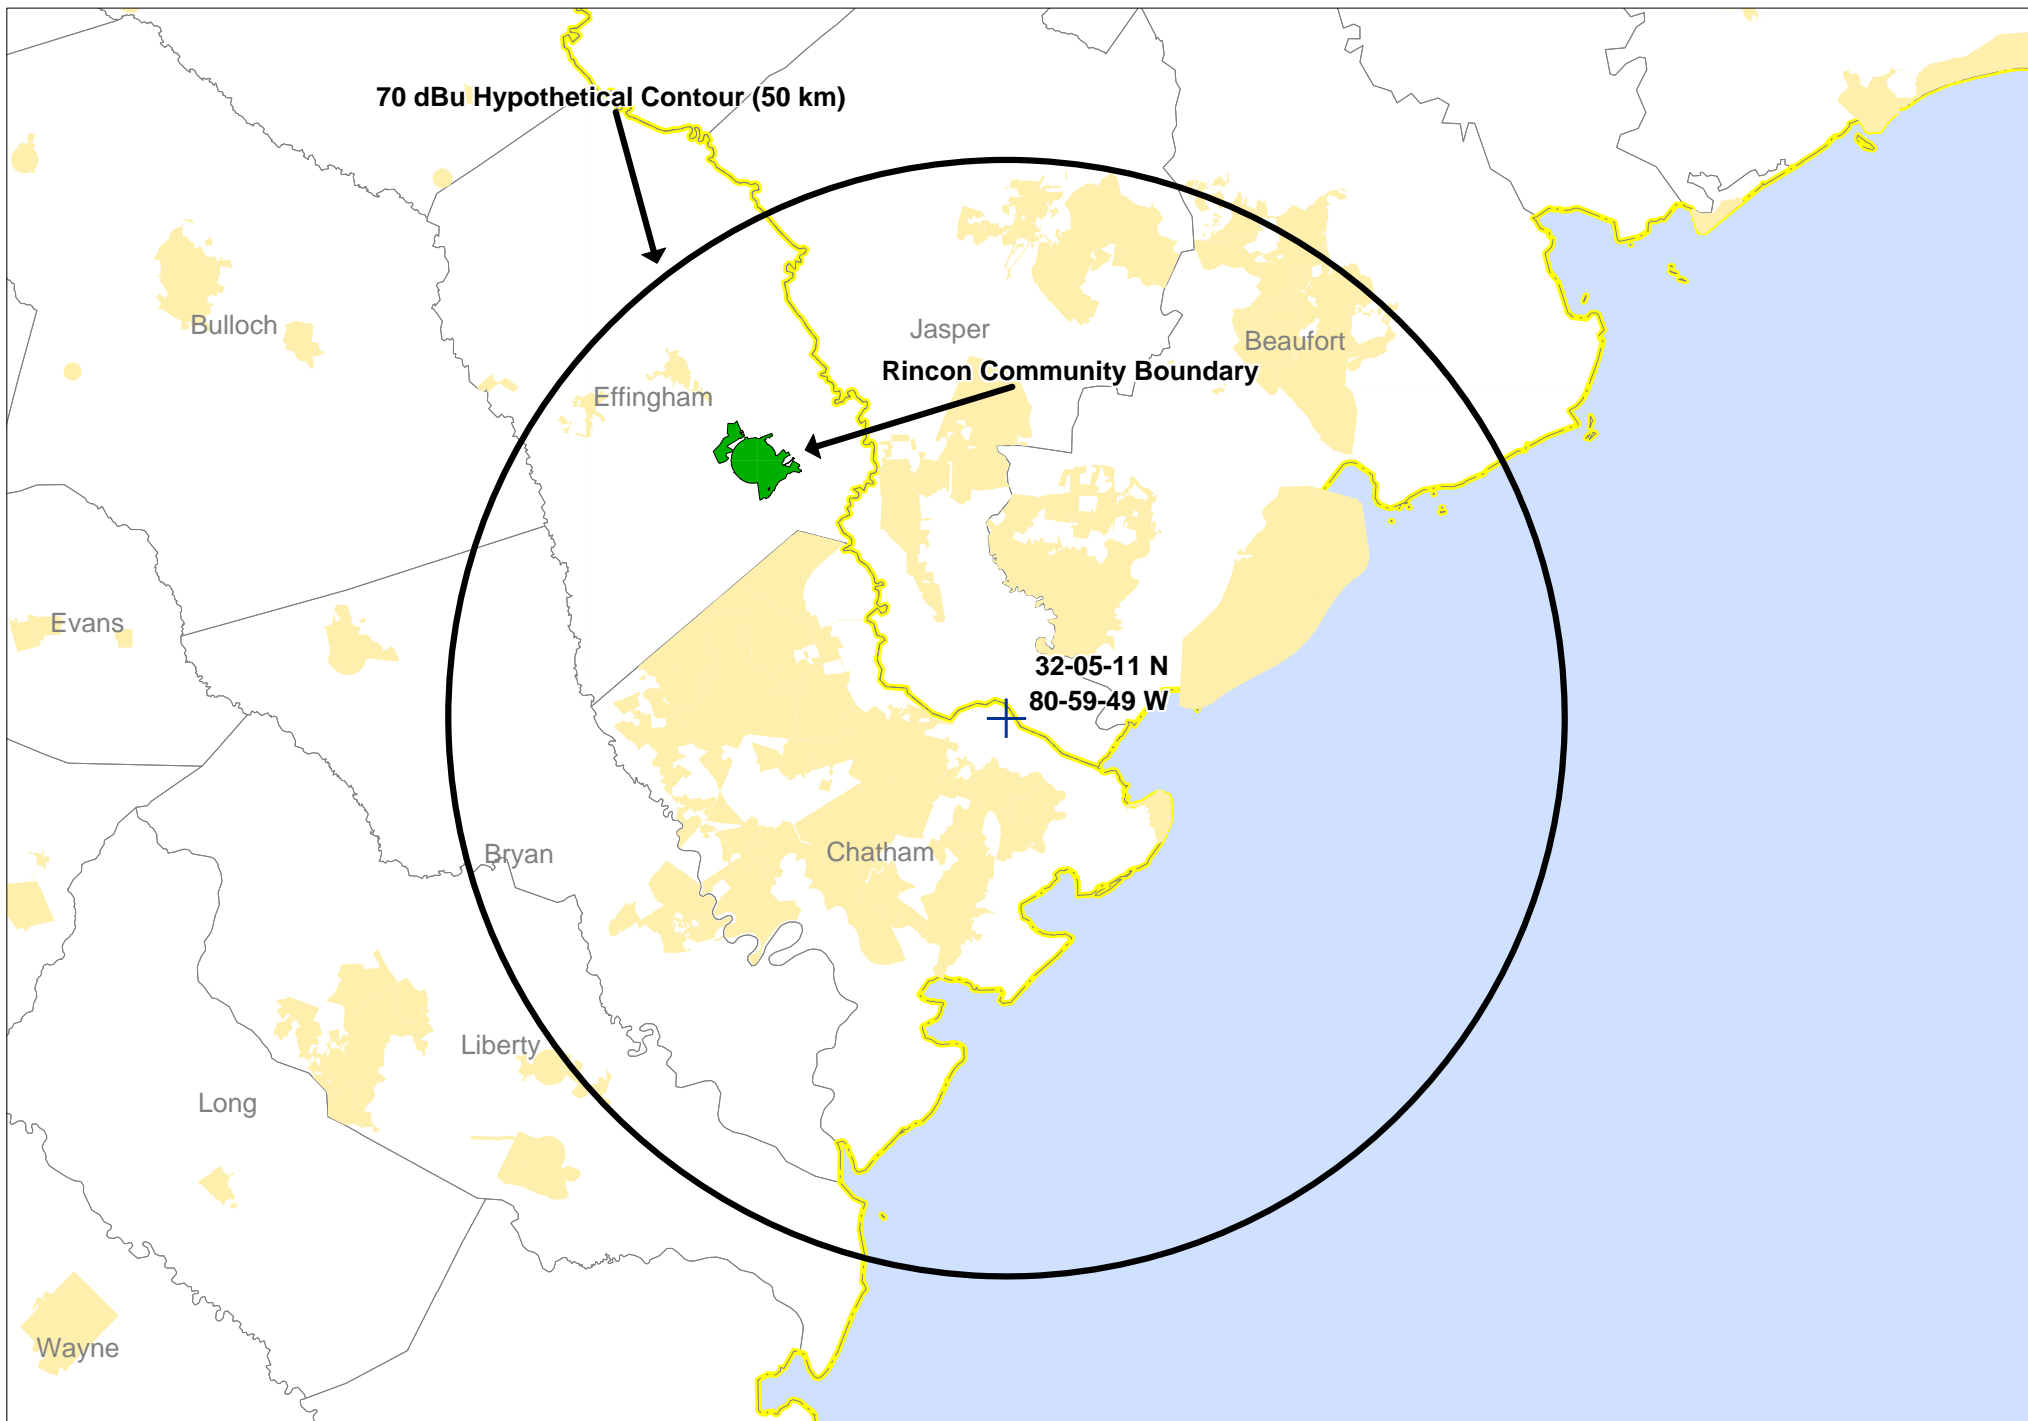 70 dBu Hypothetical Contour (50 km)
Bulloch
Jasper
Beaufort
Rincon Community Boundary
Effingham
Evans
32-05-11 N
80-59-49 W
Bryan
Chatham
Liberty
Long
Wayne